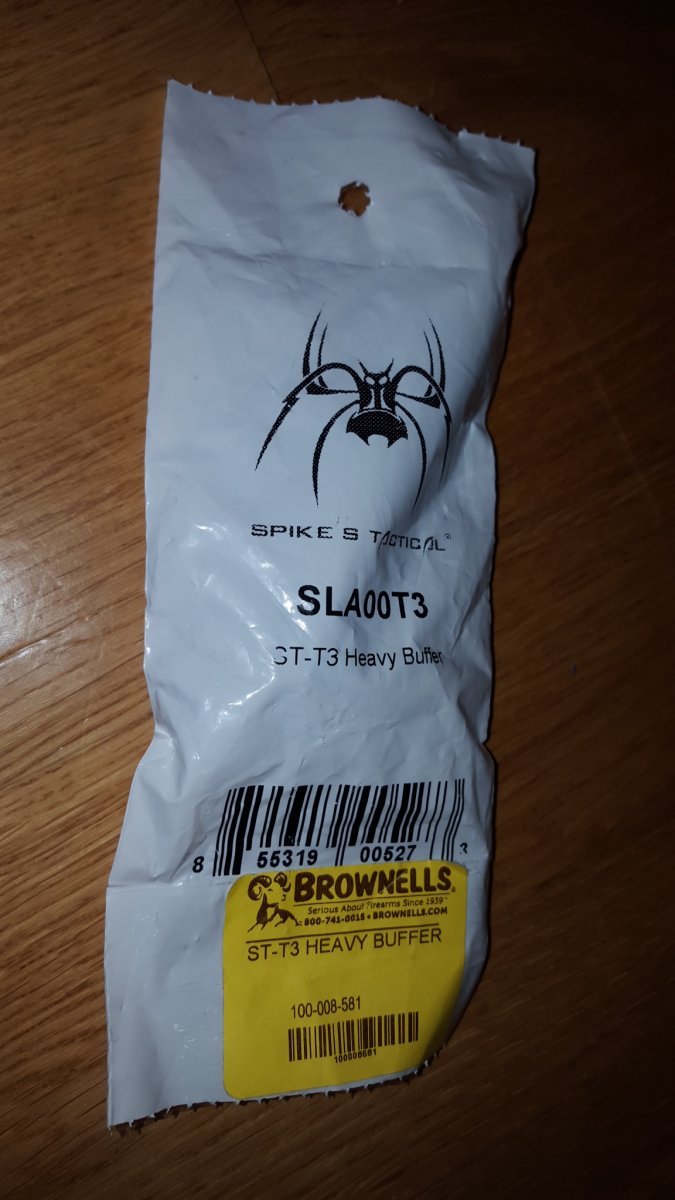 SPIKE'S TACTICAL®
SLA00T3
ST-T3 Heavy Buffer
8 55319 00527 3
BROWNELLS®
Serious About Firearms Since 1939™
800-741-0015 • BROWNELLS.COM
ST-T3 HEAVY BUFFER
100-008-581
100008581